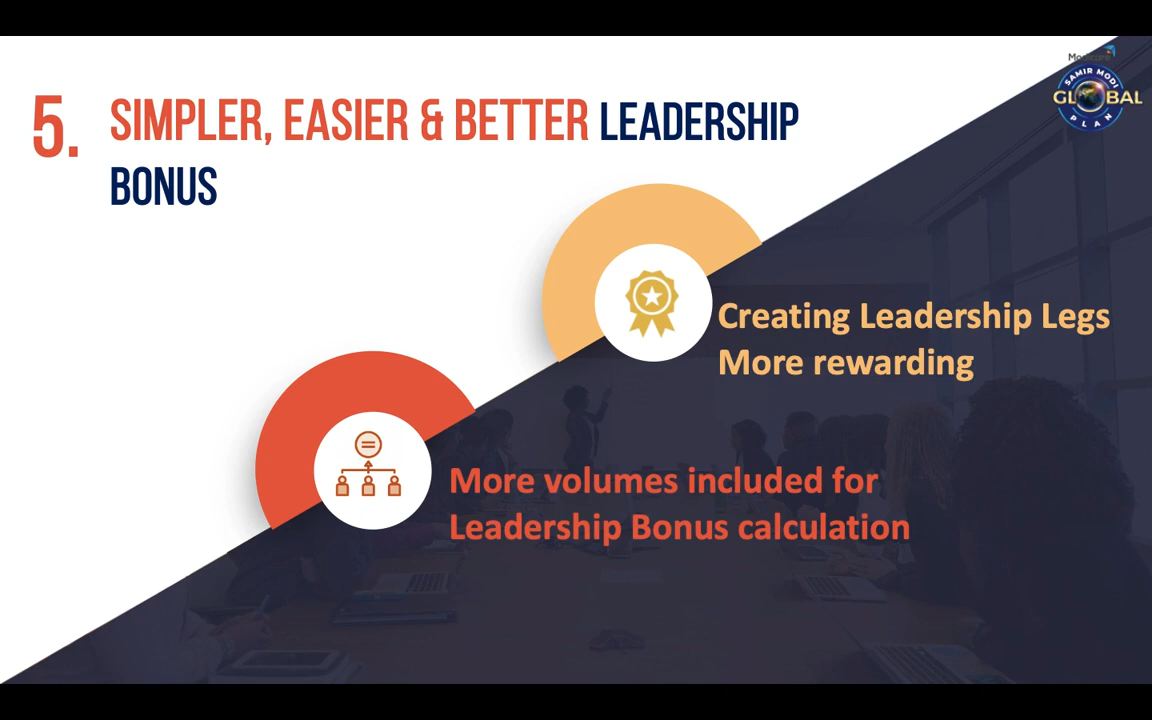 Modicare
SAMIR MODI
GLOBAL
PLAN
5. SIMPLER, EASIER & BETTER LEADERSHIP
BONUS
Creating Leadership Legs
More rewarding
More volumes included for
Leadership Bonus calculation